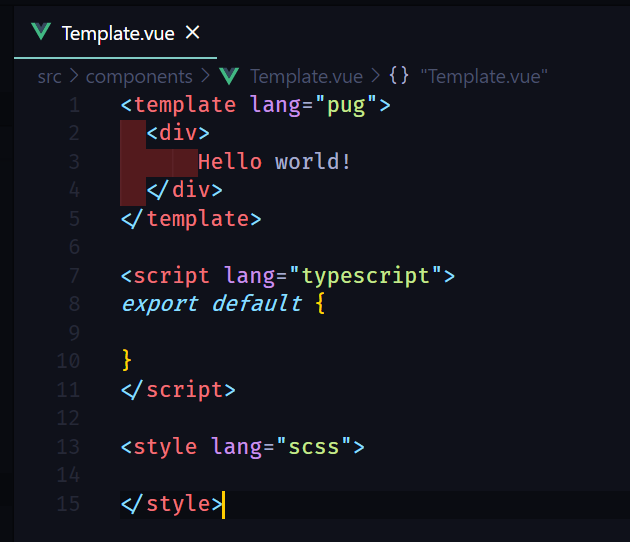 Template.vue ×
src > components > Template.vue > {} "Template.vue"
1 <template lang="pug">
2   <div>
3       Hello world!
4   </div>
5 </template>
6
7 <script lang="typescript">
8 export default {
9
10 }
11 </script>
12
13 <style lang="scss">
14
15 </style>